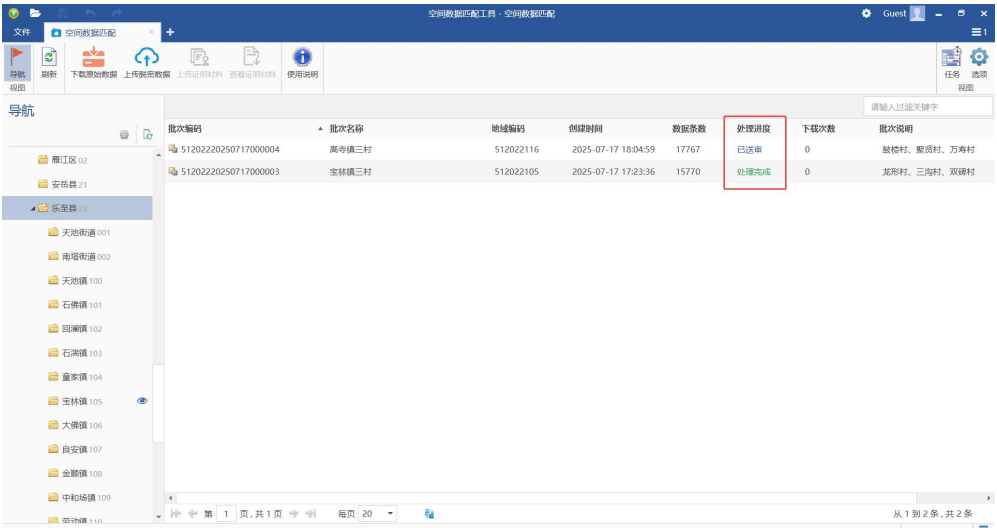 空间数据匹配工具 - 空间数据匹配
Guest
文件
空间数据匹配
1
导航
刷新
下载原始数据
上传脱密数据
上传证明材料
查看证明材料
使用说明
任务
选项
视图
视图
导航
请输入过滤关键字
批次编码 批次名称 地域编码 创建时间 数据条数 处理进度 下载次数 批次说明
51202220250717000004 高寺镇三村 512022116 2025-07-17 18:04:59 17767 已送审 0 鼓楼村、聚贤村、万寿村
51202220250717000003 宝林镇三村 512022105 2025-07-17 17:23:36 15770 处理完成 0 龙形村、三沟村、双碑村
雁江区 02
安岳县 21
乐至县 22
天池街道 001
南塔街道 002
天池镇 100
石佛镇 101
回澜镇 102
石湍镇 103
童家镇 104
宝林镇 105
大佛镇 106
良安镇 107
金顺镇 108
中和场镇 109
劳动镇 110
第 1 页,共1页 每页 20
从 1 到 2 条, 共 2 条